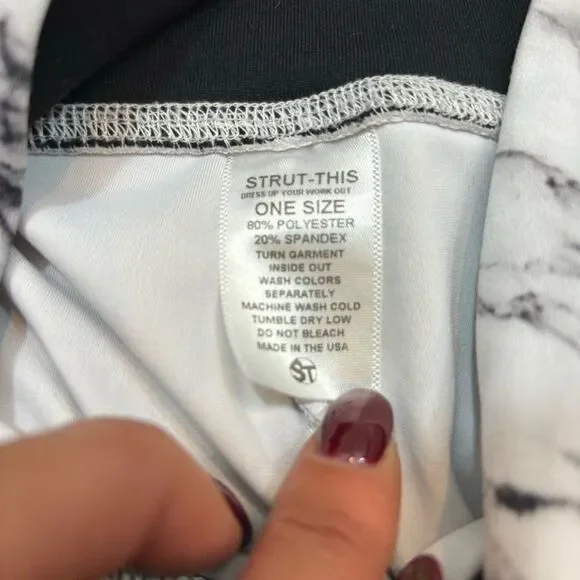 STRUT-THIS
DRESS UP YOUR WORK OUT
ONE SIZE
80% POLYESTER
20% SPANDEX
TURN GARMENT
INSIDE OUT
WASH COLORS
SEPARATELY
MACHINE WASH COLD
TUMBLE DRY LOW
DO NOT BLEACH
MADE IN THE USA
ST